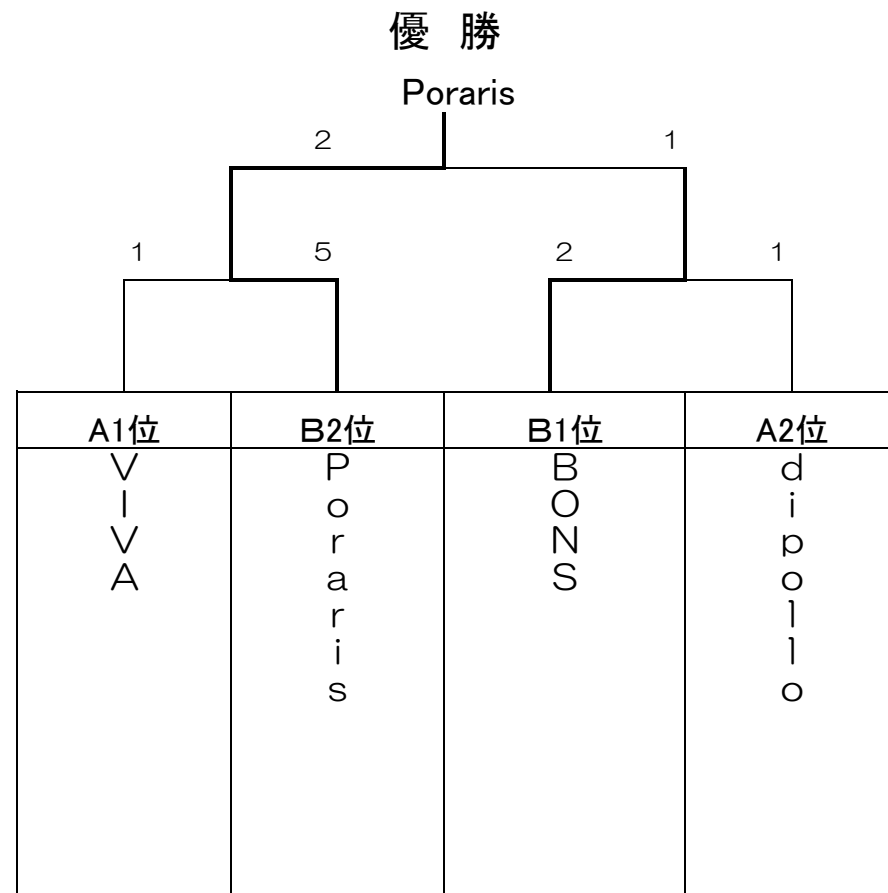 優 勝
Poraris
2 1
1 5 2 1
A1位 B2位 B1位 A2位
VIVA Poraris BONS dipollo